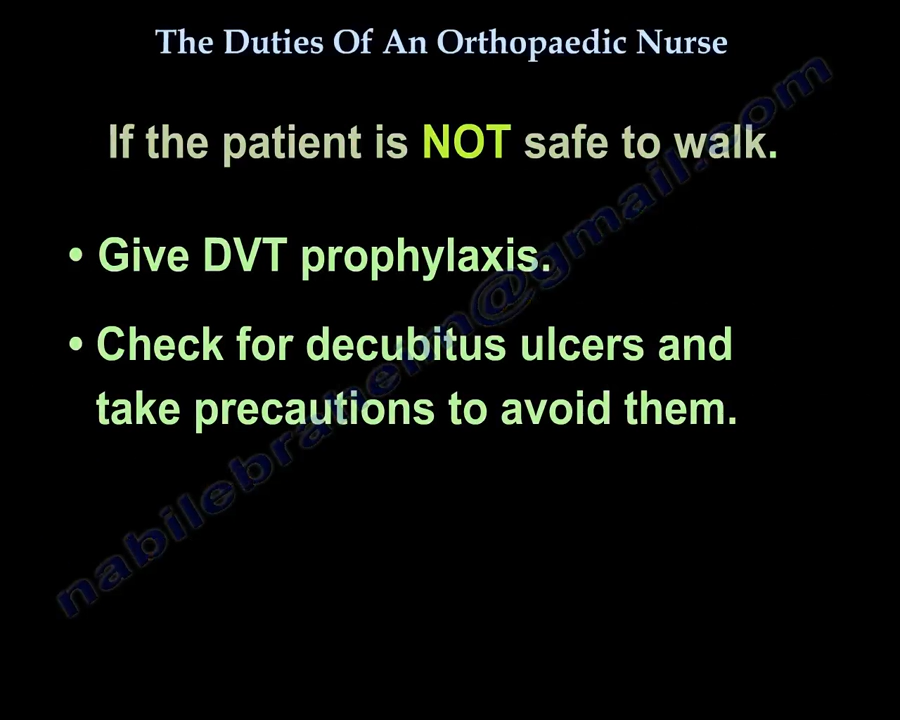 The Duties Of An Orthopaedic Nurse
If the patient is NOT safe to walk.
• Give DVT prophylaxis.
• Check for decubitus ulcers and
take precautions to avoid them.
nabilebraheim@gmail.com